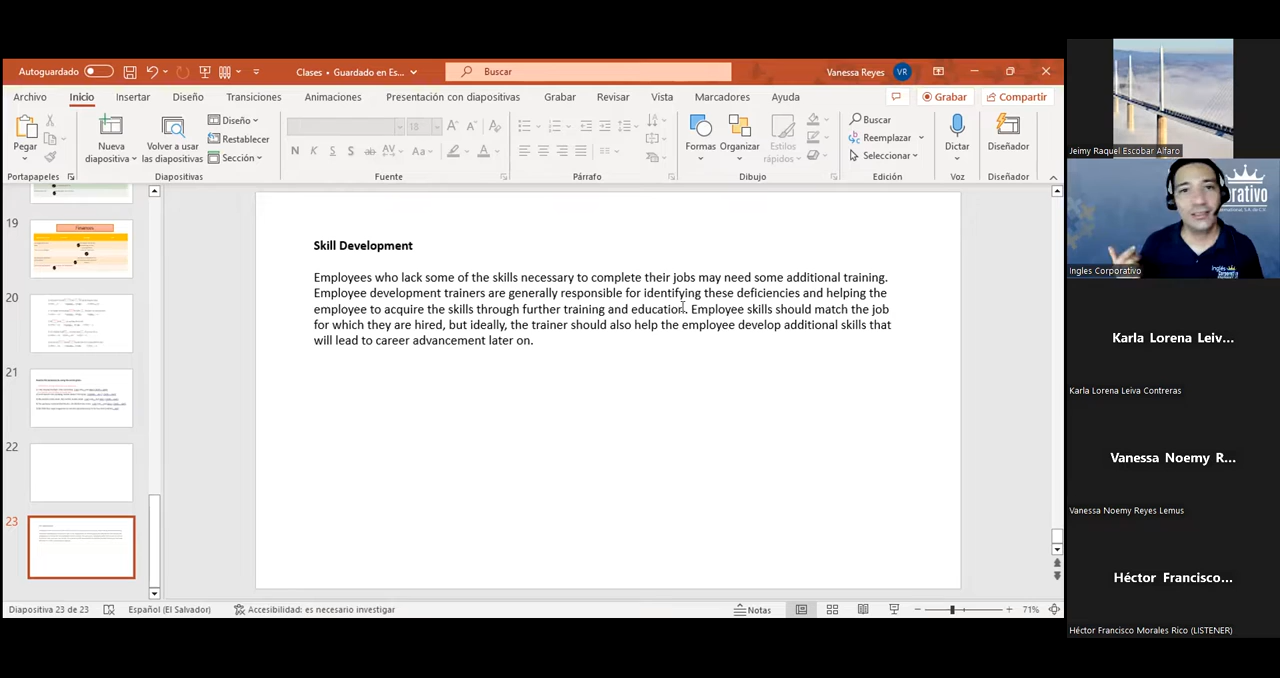 Autoguardado
Clases • Guardado en Es...
Buscar
Vanessa Reyes
VR
Archivo Inicio Insertar Diseño Transiciones Animaciones Presentación con diapositivas Grabar Revisar Vista Marcadores Ayuda
Grabar
Compartir
Pegar
Portapapeles
Nueva diapositiva
Volver a usar las diapositivas
Diseño
Restablecer
Sección
Diapositivas
18
N K S S ab AV Aa A
Fuente
Párrafo
Formas
Organizar
Estilos rápidos
Dibujo
Buscar
Reemplazar
Seleccionar
Edición
Dictar
Voz
Diseñador
Diseñador
19
20
21
22
23
Skill Development
Employees who lack some of the skills necessary to complete their jobs may need some additional training.
Employee development trainers are generally responsible for identifying these deficiencies and helping the
employee to acquire the skills through further training and education. Employee skills should match the job
for which they are hired, but ideally, the trainer should also help the employee develop additional skills that
will lead to career advancement later on.
Diapositiva 23 de 23
Español (El Salvador)
Accesibilidad: es necesario investigar
Notas
71%
Jeimy Raquel Escobar Alfaro
Ingles Corporativo
Karla Lorena Leiv...
Karla Lorena Leiva Contreras
Vanessa Noemy R...
Vanessa Noemy Reyes Lemus
Héctor Francisco...
Héctor Francisco Morales Rico (LISTENER)